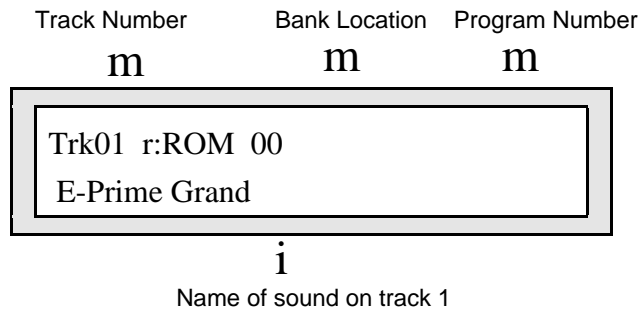 Track Number Bank Location Program Number
m m m
Trk01 r:ROM 00
E-Prime Grand
i
Name of sound on track 1